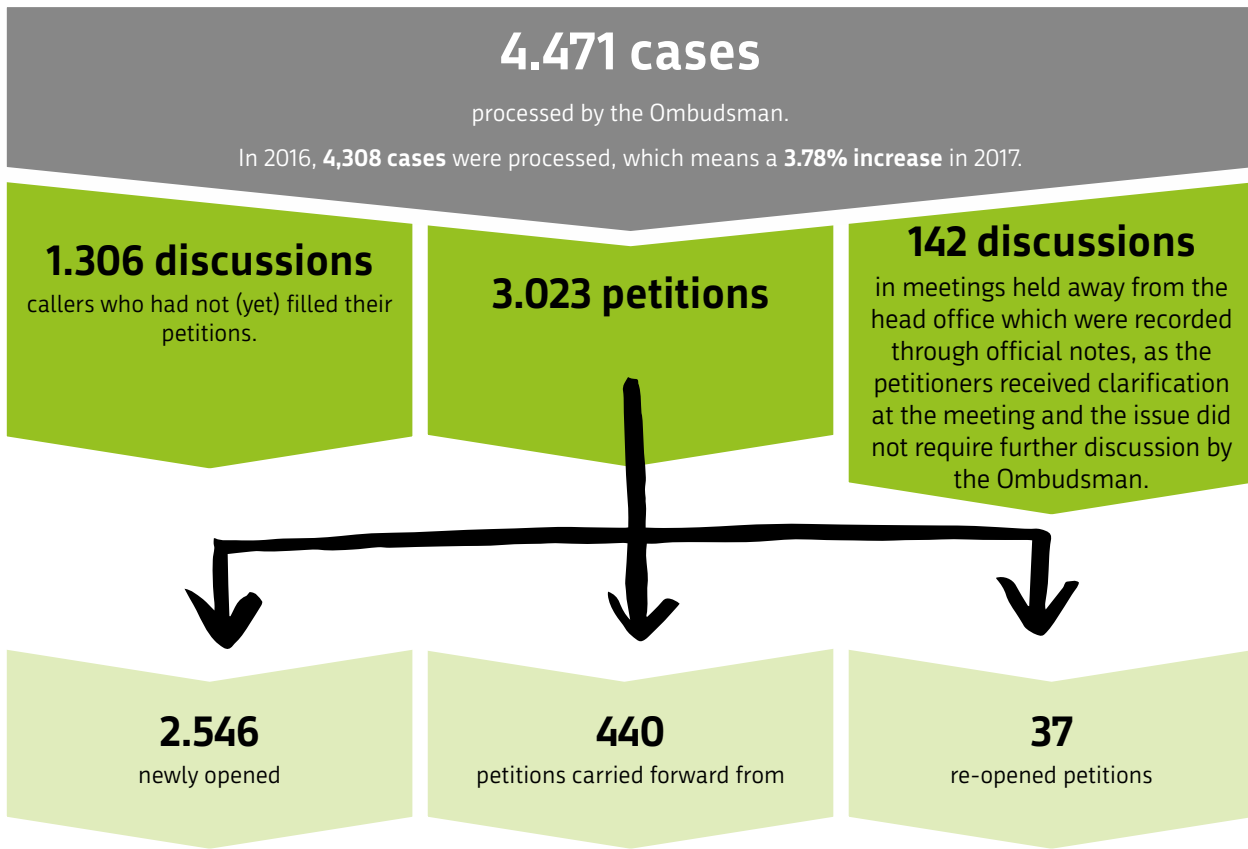 4.471 cases
processed by the Ombudsman.
In 2016, 4,308 cases were processed, which means a 3.78% increase in 2017.
1.306 discussions
callers who had not (yet) filled their
petitions.
3.023 petitions
142 discussions
in meetings held away from the
head office which were recorded
through official notes, as the
petitioners received clarification
at the meeting and the issue did
not require further discussion by
the Ombudsman.
2.546
newly opened
440
petitions carried forward from
37
re-opened petitions